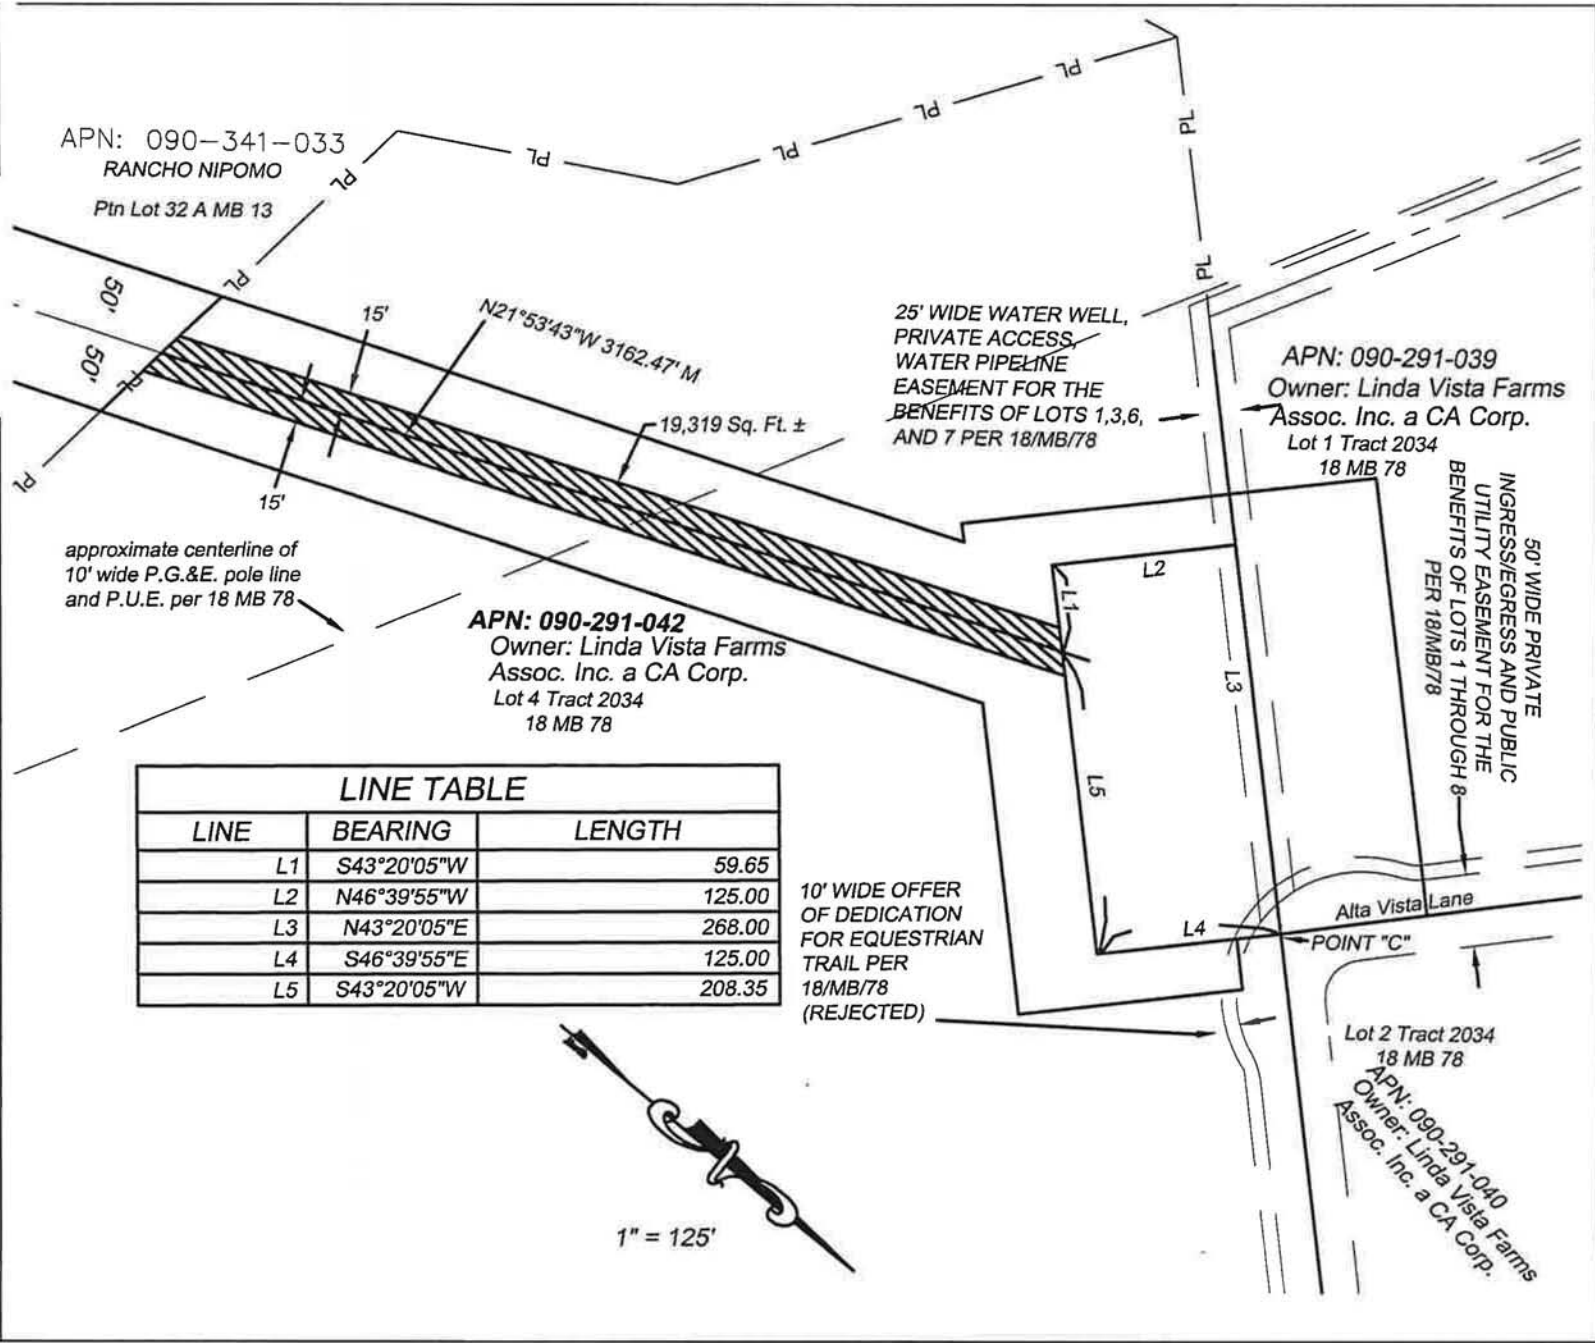 APN: 090-341-033
RANCHO NIPOMO
Ptn Lot 32 A MB 13
PL
PL
PL
PL
PL
PL
PL
PL
PL
PL
PL
50'
50'
15'
15'
N21°53'43"W 3162.47' M
19,319 Sq. Ft. ±
25' WIDE WATER WELL,
PRIVATE ACCESS,
WATER PIPELINE
EASEMENT FOR THE
BENEFITS OF LOTS 1,3,6,
AND 7 PER 18/MB/78
APN: 090-291-039
Owner: Linda Vista Farms
Assoc. Inc. a CA Corp.
Lot 1 Tract 2034
18 MB 78
50' WIDE PRIVATE
INGRESS/EGRESS AND PUBLIC
UTILITY EASEMENT FOR THE
BENEFITS OF LOTS 1 THROUGH 8
PER 18/MB/78
approximate centerline of
10' wide P.G.&E. pole line
and P.U.E. per 18 MB 78
APN: 090-291-042
Owner: Linda Vista Farms
Assoc. Inc. a CA Corp.
Lot 4 Tract 2034
18 MB 78
L1
L2
L3
L4
L5
LINE TABLE
LINE BEARING LENGTH
L1 S43°20'05"W 59.65
L2 N46°39'55"W 125.00
L3 N43°20'05"E 268.00
L4 S46°39'55"E 125.00
L5 S43°20'05"W 208.35
10' WIDE OFFER
OF DEDICATION
FOR EQUESTRIAN
TRAIL PER
18/MB/78
(REJECTED)
Alta Vista Lane
POINT "C"
Lot 2 Tract 2034
18 MB 78
APN: 090-291-040
Owner: Linda Vista Farms
Assoc. Inc. a CA Corp.
1" = 125'